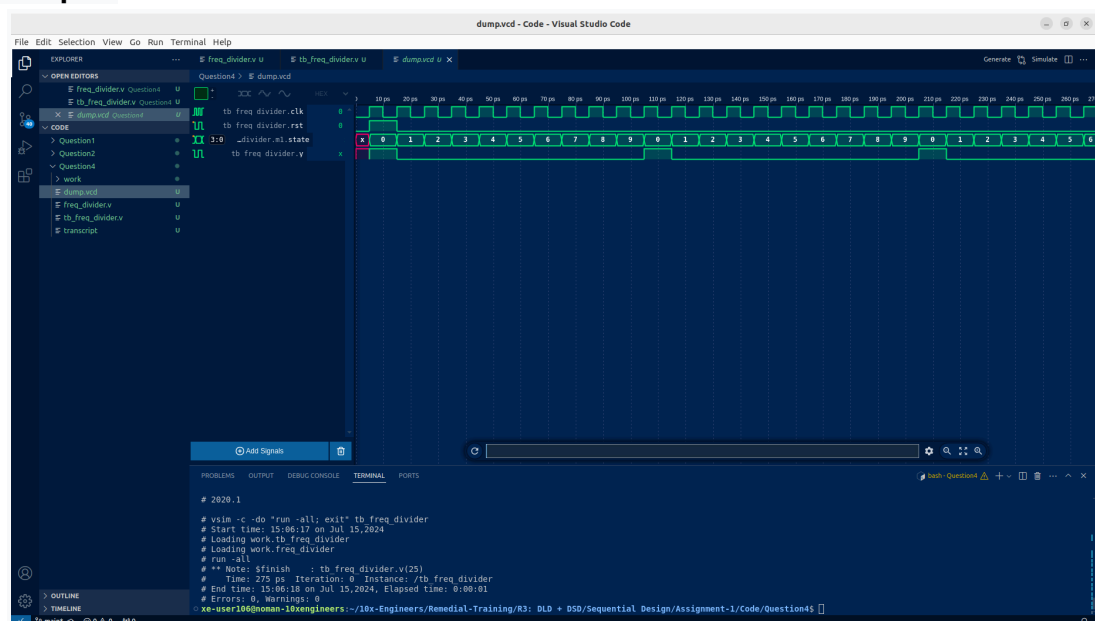 dump.vcd - Code - Visual Studio Code
File Edit Selection View Go Run Terminal Help
EXPLORER ··· freq_divider.v U tb_freq_divider.v U dump.vcd U × Generate Simulate ···
OPEN EDITORS Question4 > dump.vcd
freq_divider.v Question4 U
tb_freq_divider.v Question4 U
× dump.vcd Question4 U
CODE
Question1
Question2
Question4
work
dump.vcd U
freq_divider.v U
tb_freq_divider.v U
transcript U
HEX
10 ps 20 ps 30 ps 40 ps 50 ps 60 ps 70 ps 80 ps 90 ps 100 ps 110 ps 120 ps 130 ps 140 ps 150 ps 160 ps 170 ps 180 ps 190 ps 200 ps 210 ps 220 ps 230 ps 240 ps 250 ps 260 ps 27
tb freq divider.clk 0
tb freq divider.rst 0
3:0 …divider.m1.state x 0 1 2 3 4 5 6 7 8 9 0 1 2 3 4 5 6 7 8 9 0 1 2 3 4 5 6
tb freq divider.y x
Add Signals
PROBLEMS OUTPUT DEBUG CONSOLE TERMINAL PORTS bash - Question4 ···
# 2020.1
# vsim -c -do "run -all; exit" tb_freq_divider
# Start time: 15:06:17 on Jul 15,2024
# Loading work.tb_freq_divider
# Loading work.freq_divider
# run -all
# ** Note: $finish : tb_freq_divider.v(25)
# Time: 275 ps Iteration: 0 Instance: /tb_freq_divider
# End time: 15:06:18 on Jul 15,2024, Elapsed time: 0:00:01
# Errors: 0, Warnings: 0
xe-user106@noman-10xengineers:~/10x-Engineers/Remedial-Training/R3: DLD + DSD/Sequential Design/Assignment-1/Code/Question4$
OUTLINE
TIMELINE